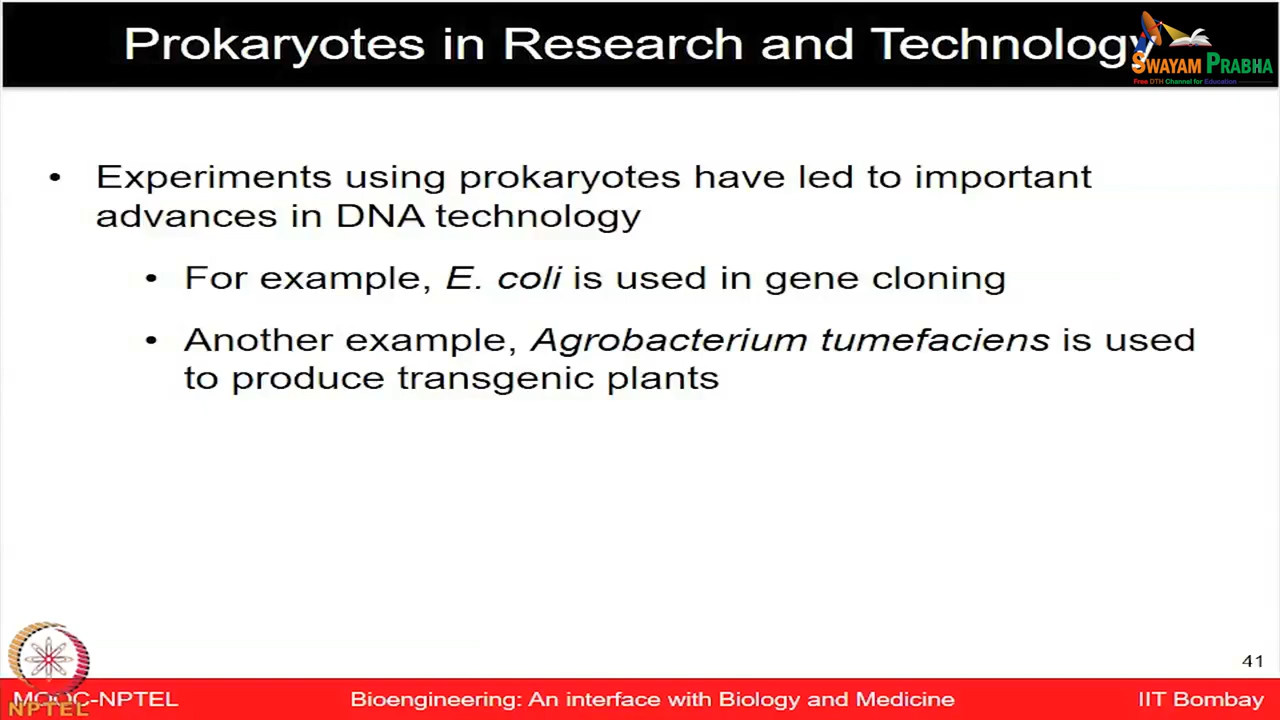 Prokaryotes in Research and Technology
SWAYAM PRABHA
Free DTH Channel for Education
• Experiments using prokaryotes have led to important
advances in DNA technology
• For example, E. coli is used in gene cloning
• Another example, Agrobacterium tumefaciens is used
to produce transgenic plants
41
MOOC-NPTEL
NPTEL
Bioengineering: An interface with Biology and Medicine
IIT Bombay